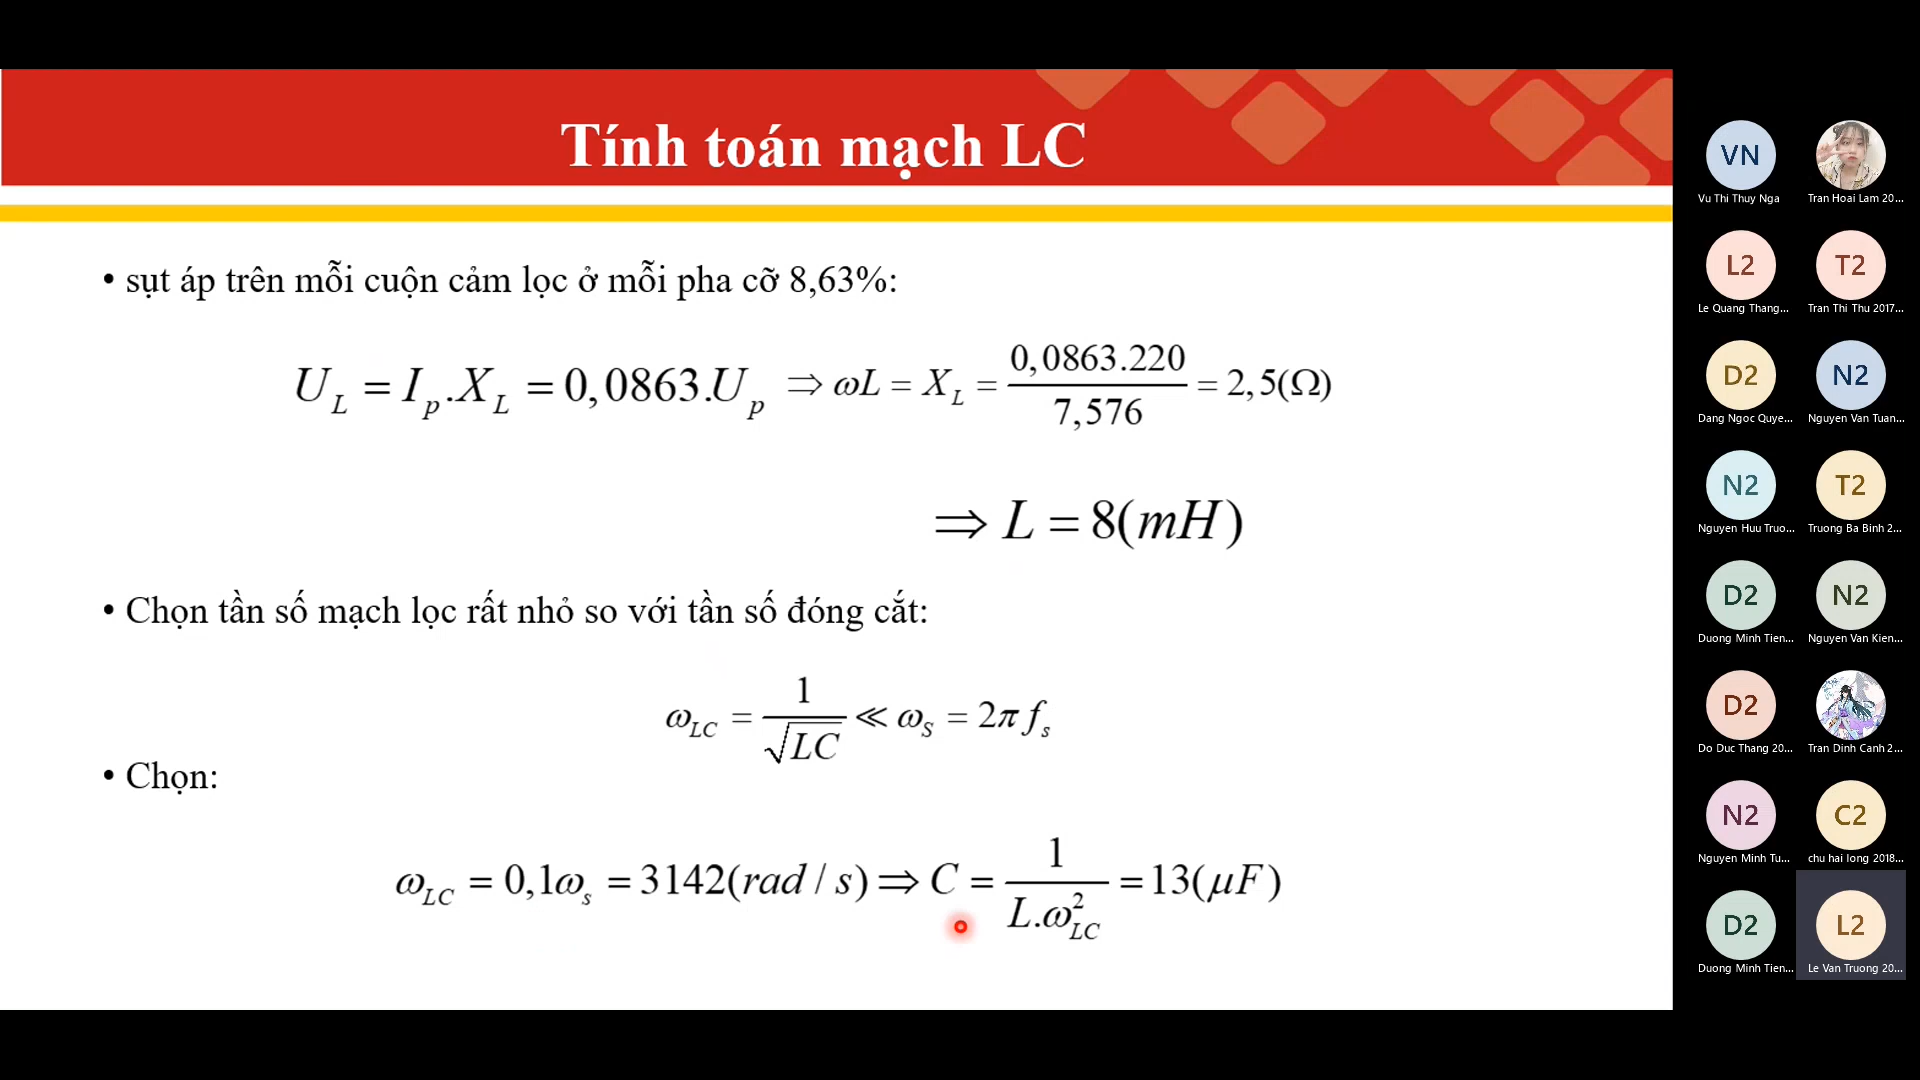 Tính toán mạch LC
• sụt áp trên mỗi cuộn cảm lọc ở mỗi pha cỡ 8,63%:
U_L = I_p.X_L = 0,0863.U_p ⇒ ωL = X_L = 0,0863.220 / 7,576 = 2,5(Ω)
⇒ L = 8(mH)
• Chọn tần số mạch lọc rất nhỏ so với tần số đóng cắt:
ω_LC = 1 / √LC ≪ ω_S = 2π f_s
• Chọn:
ω_LC = 0,1ω_s = 3142(rad / s) ⇒ C = 1 / L.ω²_LC = 13(μF)
VN
Vu Thi Thuy Nga
Tran Hoai Lam 20...
L2
Le Quang Thang...
T2
Tran Thi Thu 2017...
D2
Dang Ngoc Quye...
N2
Nguyen Van Tuan...
N2
Nguyen Huu Truo...
T2
Truong Ba Binh 2...
D2
Duong Minh Tien...
N2
Nguyen Van Kien...
D2
Do Duc Thang 20...
Tran Dinh Canh 2...
N2
Nguyen Minh Tu...
C2
chu hai long 2018...
D2
Duong Minh Tien...
L2
Le Van Truong 20...